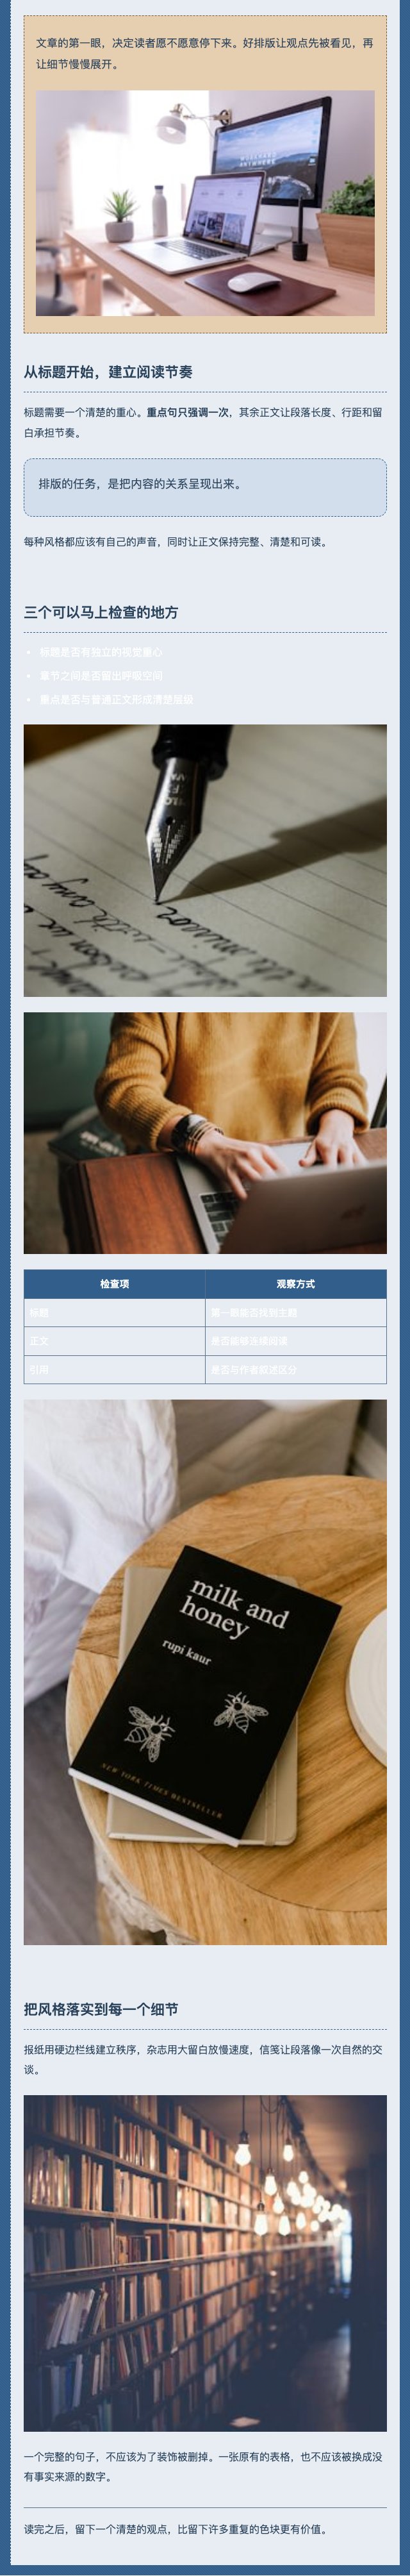 文章的第一眼，决定读者愿不愿意停下来。好排版让观点先被看见，再
让细节慢慢展开。
从标题开始，建立阅读节奏
标题需要一个清楚的重心。重点句只强调一次，其余正文让段落长度、行距和留
白承担节奏。
排版的任务，是把内容的关系呈现出来。
每种风格都应该有自己的声音，同时让正文保持完整、清楚和可读。
三个可以马上检查的地方
• 标题是否有独立的视觉重心
• 章节之间是否留出呼吸空间
• 重点是否与普通正文形成清楚层级
检查项 观察方式
标题 第一眼能否找到主题
正文 是否能够连续阅读
引用 是否与作者叙述区分
milk and
honey
rupi kaur
NEW YORK TIMES BESTSELLER
把风格落实到每一个细节
报纸用硬边栏线建立秩序，杂志用大留白放慢速度，信笺让段落像一次自然的交
谈。
一个完整的句子，不应该为了装饰被删掉。一张原有的表格，也不应该被换成没
有事实来源的数字。
读完之后，留下一个清楚的观点，比留下许多重复的色块更有价值。